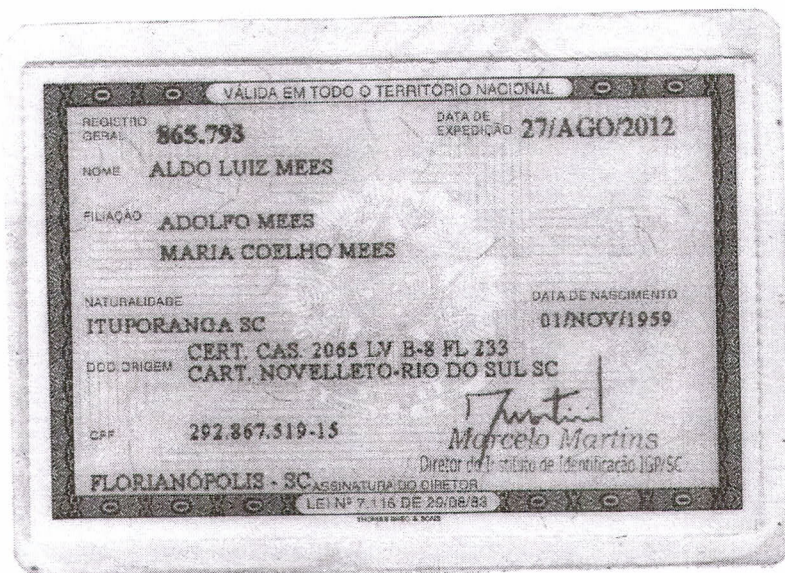 VÁLIDA EM TODO O TERRITÓRIO NACIONAL
REGISTRO GERAL 865.793 DATA DE EXPEDIÇÃO 27/AGO/2012
NOME ALDO LUIZ MEES
FILIAÇÃO ADOLFO MEES
MARIA COELHO MEES
NATURALIDADE DATA DE NASCIMENTO
ITUPORANGA SC 01/NOV/1959
DOC ORIGEM CERT. CAS. 2065 LV B-8 FL 233
CART. NOVELLETO-RIO DO SUL SC
CPF 292.867.519-15
Marcelo Martins
Diretor do Instituto de Identificação IGP/SC
FLORIANÓPOLIS - SC ASSINATURA DO DIRETOR
LEI Nº 7.116 DE 29/08/83